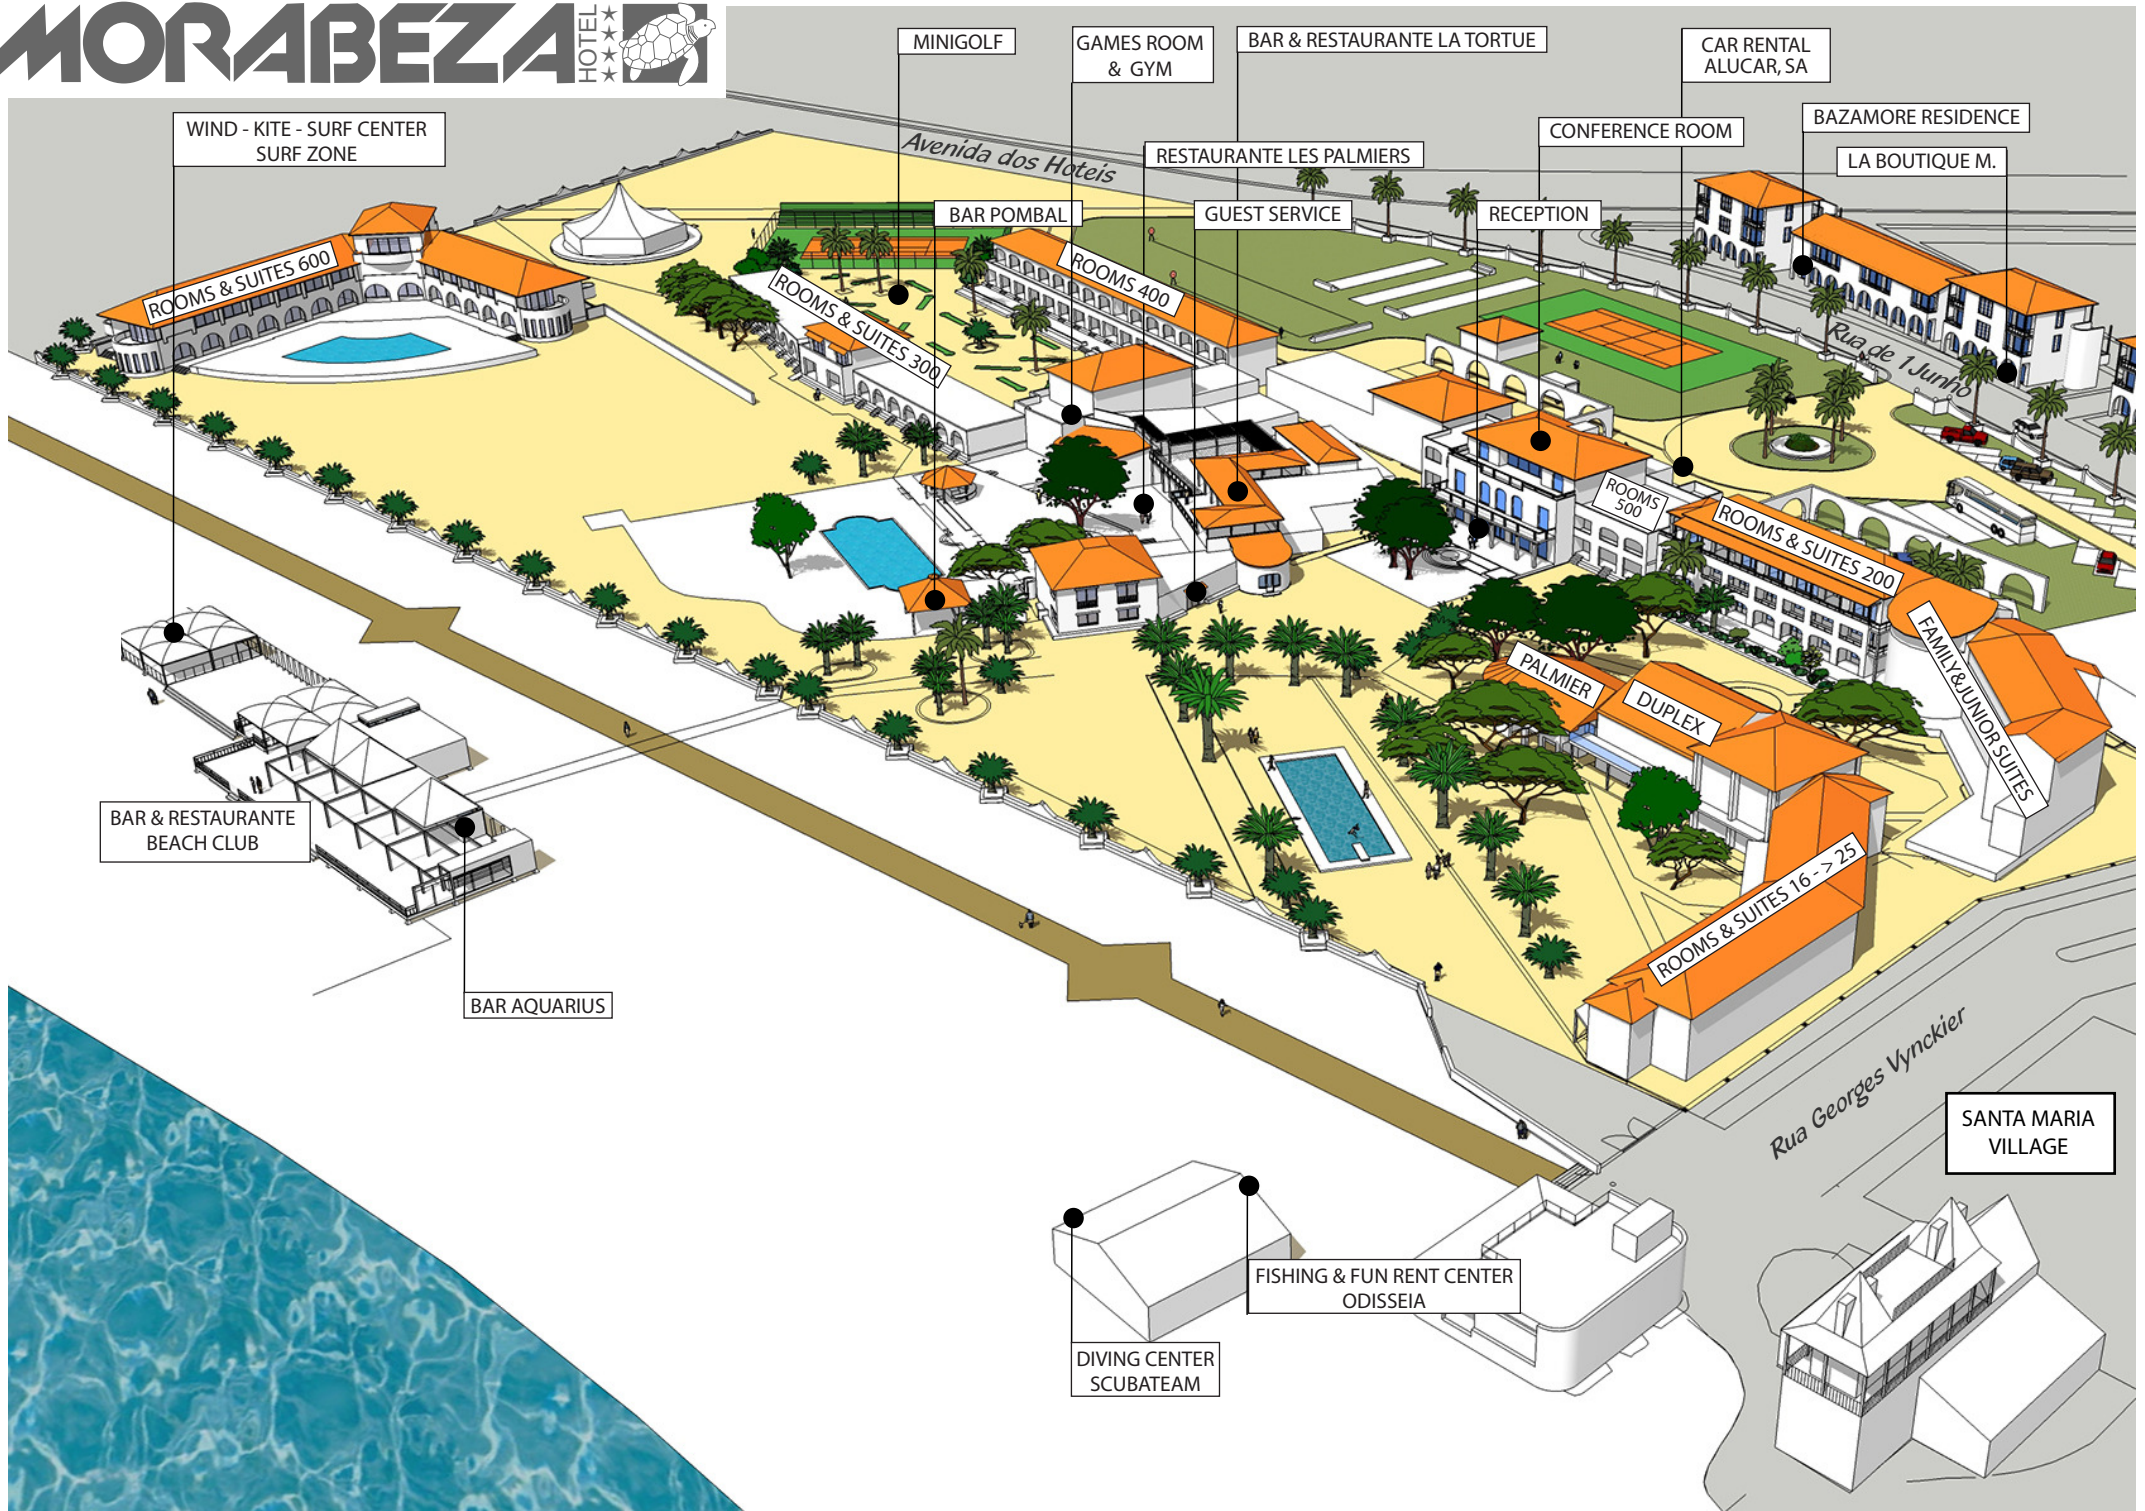 MORABEZA
HOTEL
MINIGOLF
GAMES ROOM
& GYM
BAR & RESTAURANTE LA TORTUE
CAR RENTAL
ALUCAR, SA
WIND - KITE - SURF CENTER
SURF ZONE
CONFERENCE ROOM
BAZAMORE RESIDENCE
LA BOUTIQUE M.
Avenida dos Hoteis
RESTAURANTE LES PALMIERS
BAR POMBAL
GUEST SERVICE
RECEPTION
ROOMS & SUITES 600
ROOMS & SUITES 300
ROOMS 400
Rua de 1 Junho
ROOMS
500
ROOMS & SUITES 200
FAMILY&JUNIOR SUITES
PALMIER
DUPLEX
BAR & RESTAURANTE
BEACH CLUB
ROOMS & SUITES 16 - > 25
BAR AQUARIUS
Rua Georges Vynckier
SANTA MARIA
VILLAGE
FISHING & FUN RENT CENTER
ODISSEIA
DIVING CENTER
SCUBATEAM